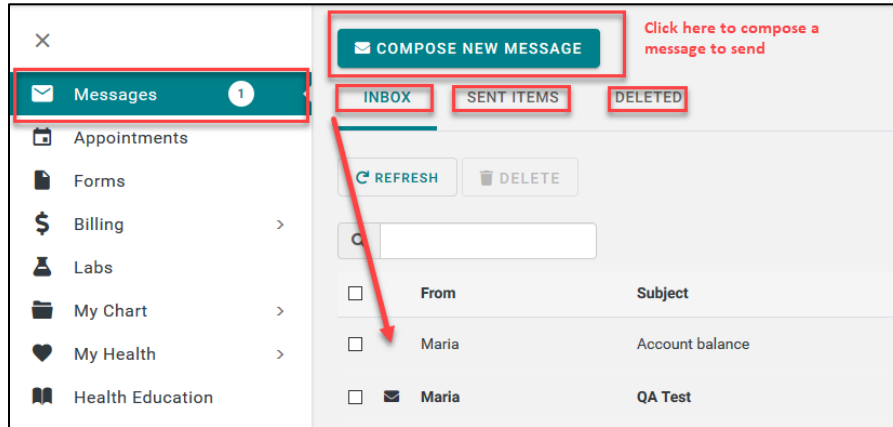 Messages 1
Appointments
Forms
Billing
Labs
My Chart
My Health
Health Education
COMPOSE NEW MESSAGE
Click here to compose a
message to send
INBOX SENT ITEMS DELETED
REFRESH DELETE
From Subject
Maria Account balance
Maria QA Test